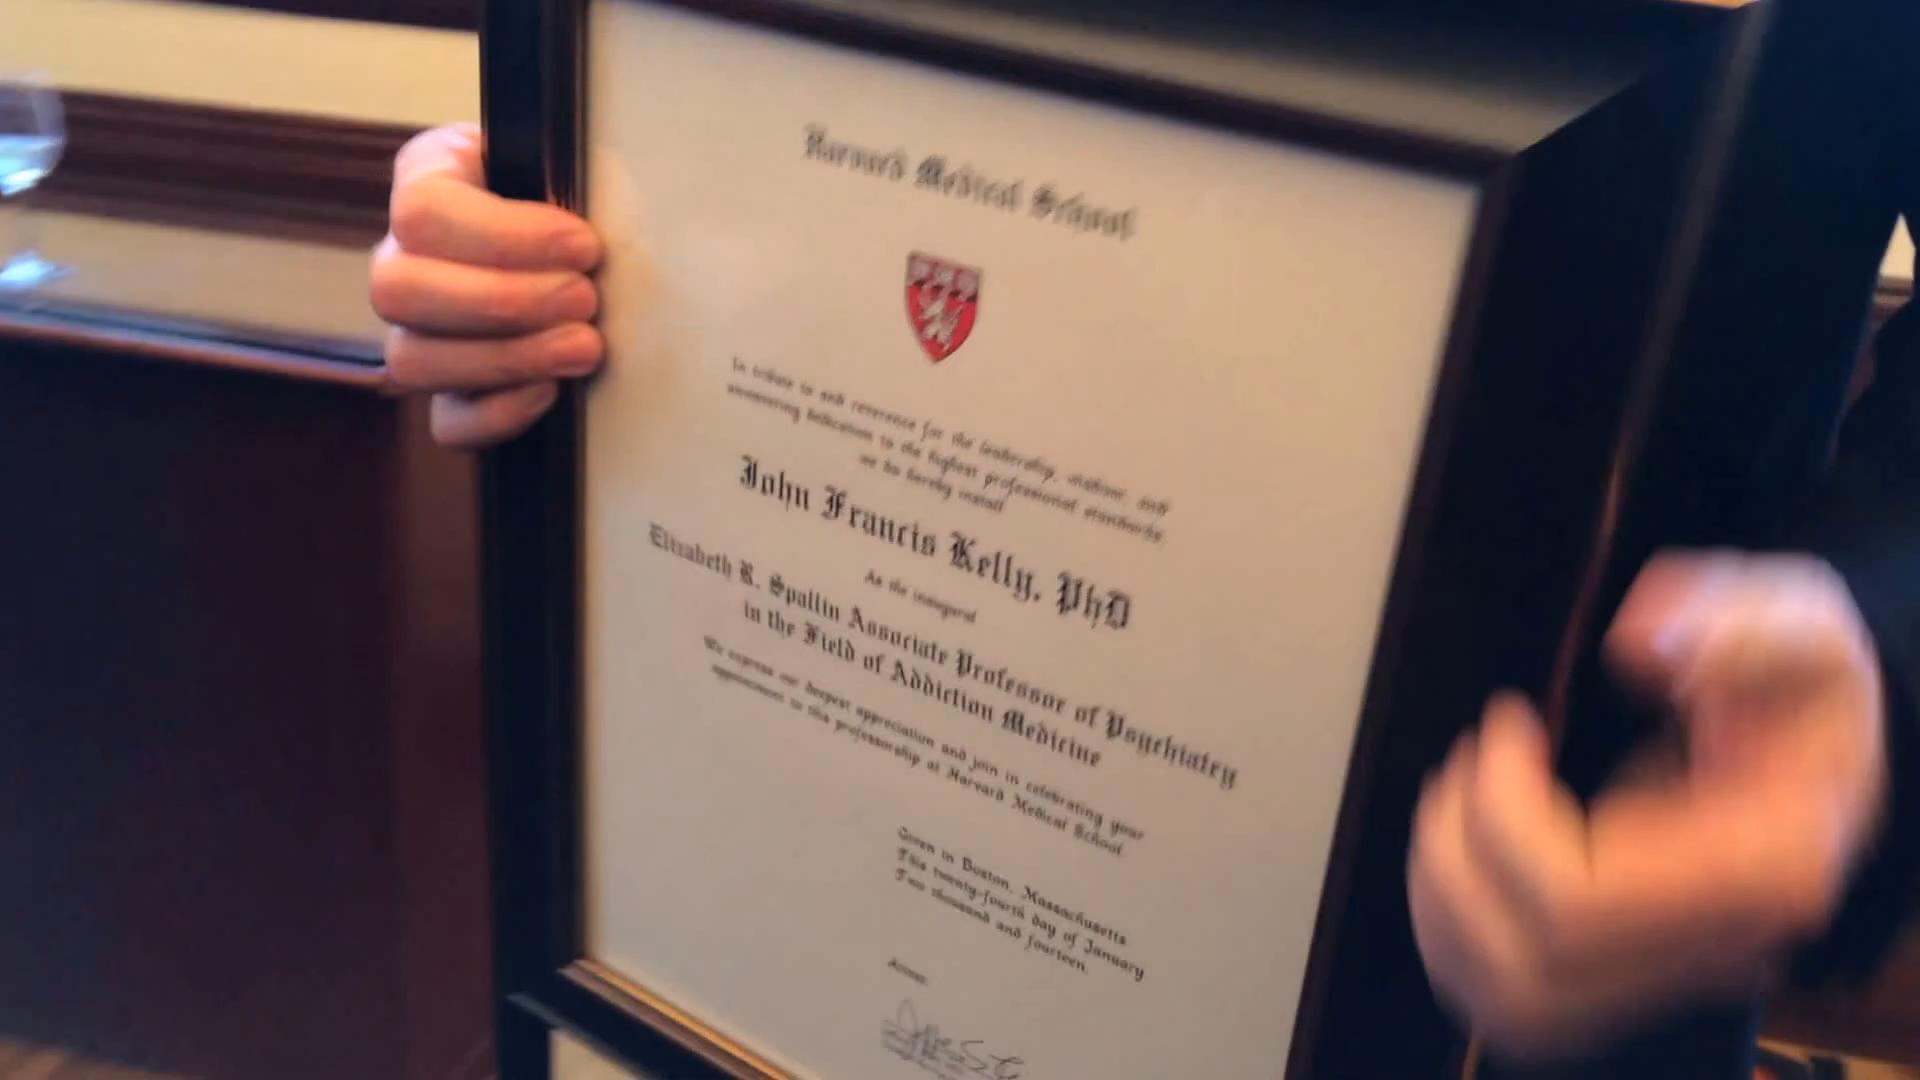 Harvard Medical School
In tribute to and reverence for the leadership, wisdom, and
unwavering dedication to the highest professional standards
we do hereby install
John Francis Kelly, PhD
As the inaugural
Elizabeth R. Spallin Associate Professor of Psychiatry
in the Field of Addiction Medicine
We express our deepest appreciation and join in celebrating your
appointment to this professorship at Harvard Medical School.
Given in Boston, Massachusetts
This twenty-fourth day of January
Two thousand and fourteen.